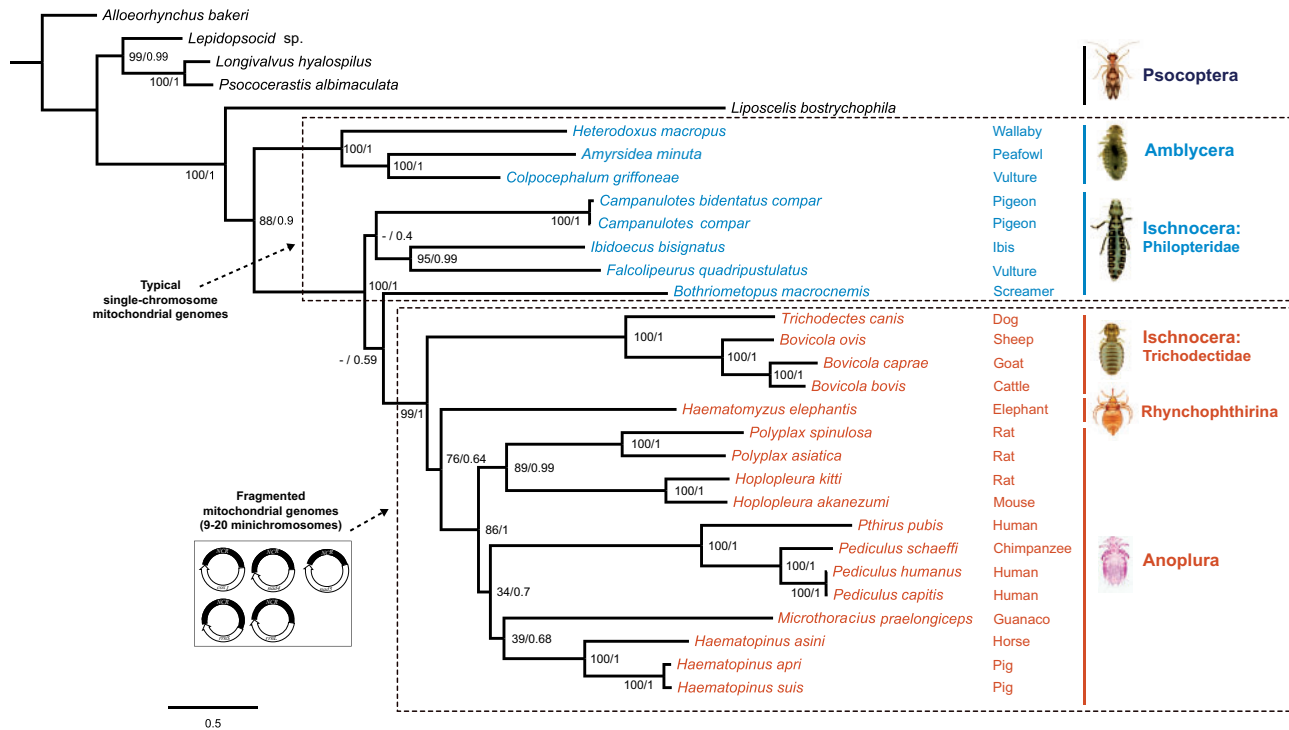 Alloeorhynchus bakeri
Lepidopsocid sp.
99/0.99
Longivalvus hyalospilus
100/1
Psococerastis albimaculata
Psocoptera
Liposcelis bostrychophila
100/1
Heterodoxus macropus Wallaby
100/1
Amyrsidea minuta Peafowl
Amblycera
100/1
Colpocephalum griffoneae Vulture
88/0.9
Campanulotes bidentatus compar Pigeon
100/1
Campanulotes compar Pigeon
Ischnocera:
Philopteridae
- / 0.4
Ibidoecus bisignatus Ibis
95/0.99
Falcolipeurus quadripustulatus Vulture
100/1
Bothriometopus macrocnemis Screamer
Typical
single-chromosome
mitochondrial genomes
- / 0.59
Trichodectes canis Dog
100/1
Bovicola ovis Sheep
Ischnocera:
Trichodectidae
100/1
Bovicola caprae Goat
100/1
Bovicola bovis Cattle
99/1
Haematomyzus elephantis Elephant
Rhynchophthirina
76/0.64
Polyplax spinulosa Rat
100/1
Polyplax asiatica Rat
89/0.99
Hoplopleura kitti Rat
100/1
Hoplopleura akanezumi Mouse
Fragmented
mitochondrial genomes
(9-20 minichromosomes)
86/1
Pthirus pubis Human
100/1
Pediculus schaeffi Chimpanzee
100/1
Pediculus humanus Human
100/1
Pediculus capitis Human
Anoplura
34/0.7
Microthoracius praelongiceps Guanaco
39/0.68
Haematopinus asini Horse
100/1
Haematopinus apri Pig
100/1
Haematopinus suis Pig
NCR
NCR
NCR
NCR
NCR
0.5